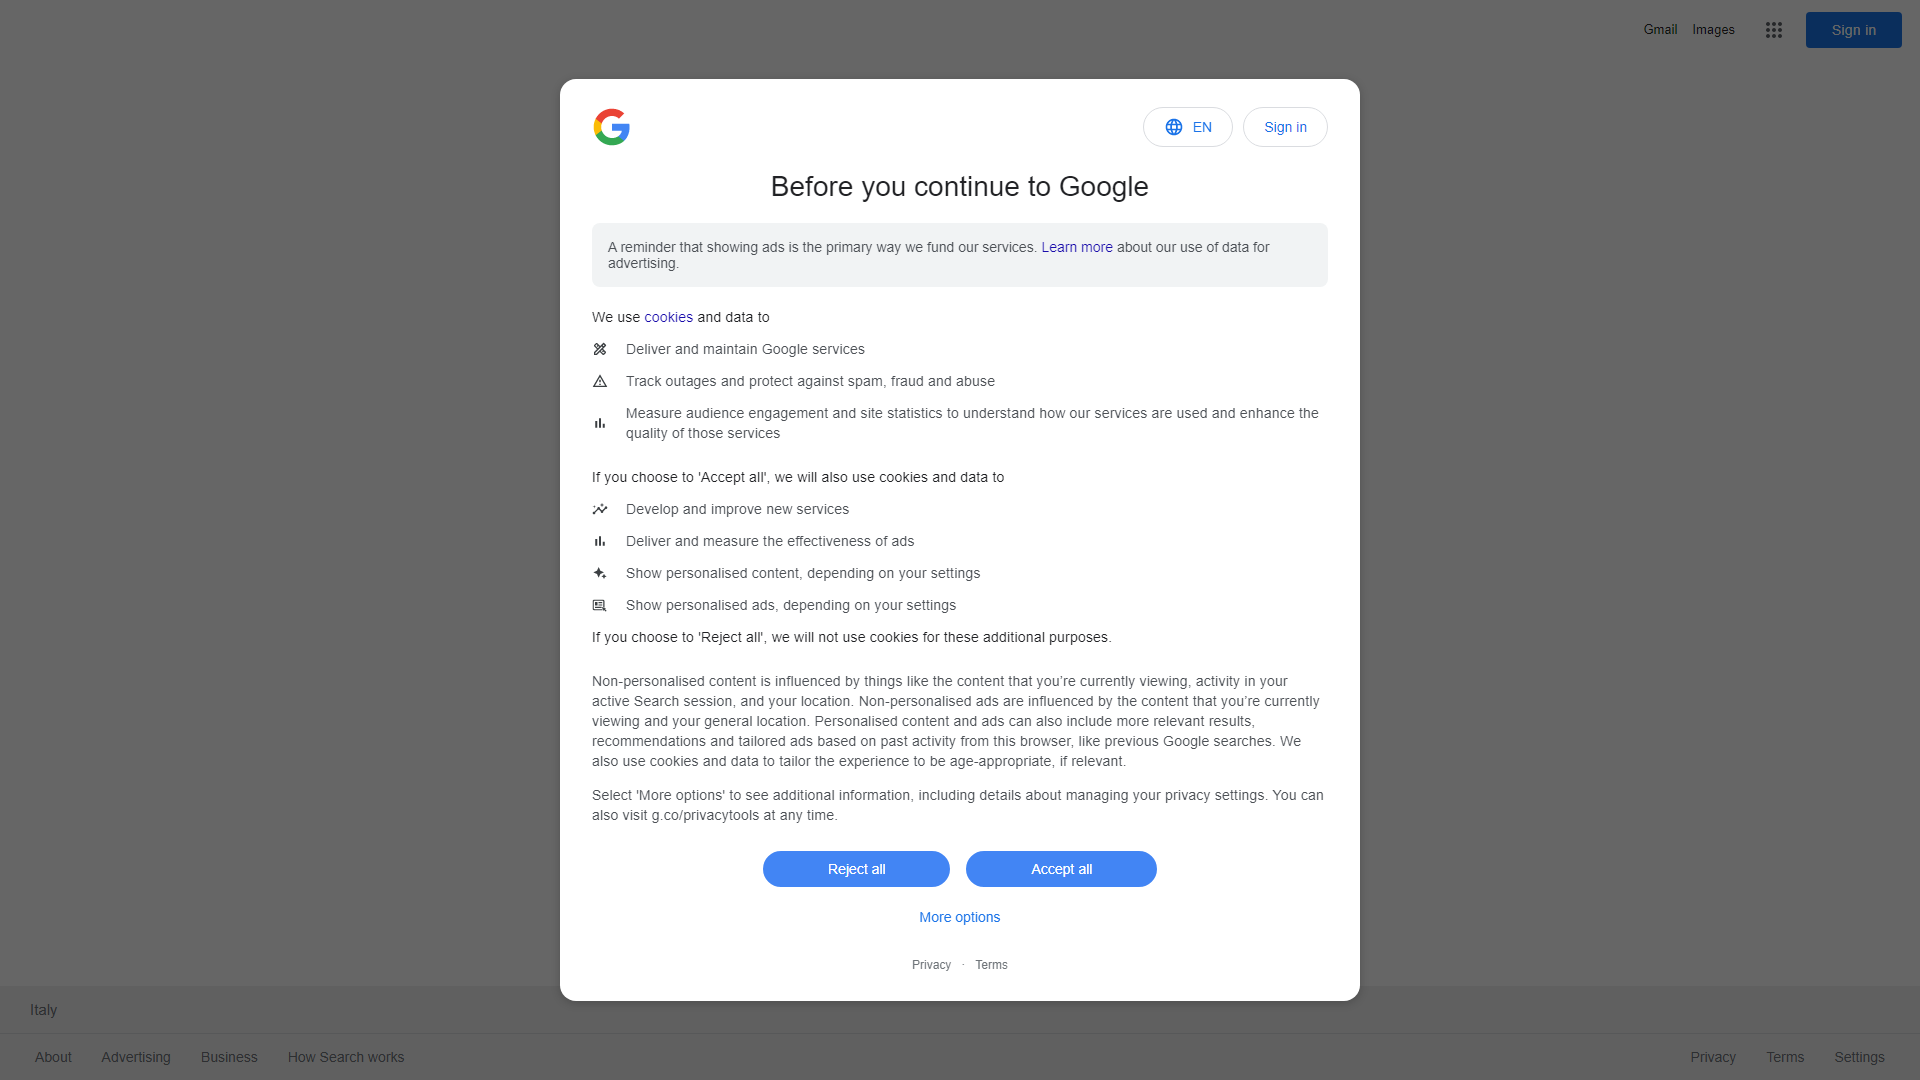 Gmail Images Sign in
EN Sign in
Before you continue to Google
A reminder that showing ads is the primary way we fund our services. Learn more about our use of data for
advertising.
We use cookies and data to
Deliver and maintain Google services
Track outages and protect against spam, fraud and abuse
Measure audience engagement and site statistics to understand how our services are used and enhance the
quality of those services
If you choose to 'Accept all', we will also use cookies and data to
Develop and improve new services
Deliver and measure the effectiveness of ads
Show personalised content, depending on your settings
Show personalised ads, depending on your settings
If you choose to 'Reject all', we will not use cookies for these additional purposes.
Non-personalised content is influenced by things like the content that you’re currently viewing, activity in your
active Search session, and your location. Non-personalised ads are influenced by the content that you’re currently
viewing and your general location. Personalised content and ads can also include more relevant results,
recommendations and tailored ads based on past activity from this browser, like previous Google searches. We
also use cookies and data to tailor the experience to be age-appropriate, if relevant.
Select 'More options' to see additional information, including details about managing your privacy settings. You can
also visit g.co/privacytools at any time.
Reject all Accept all
More options
Privacy · Terms
Italy
About Advertising Business How Search works Privacy Terms Settings